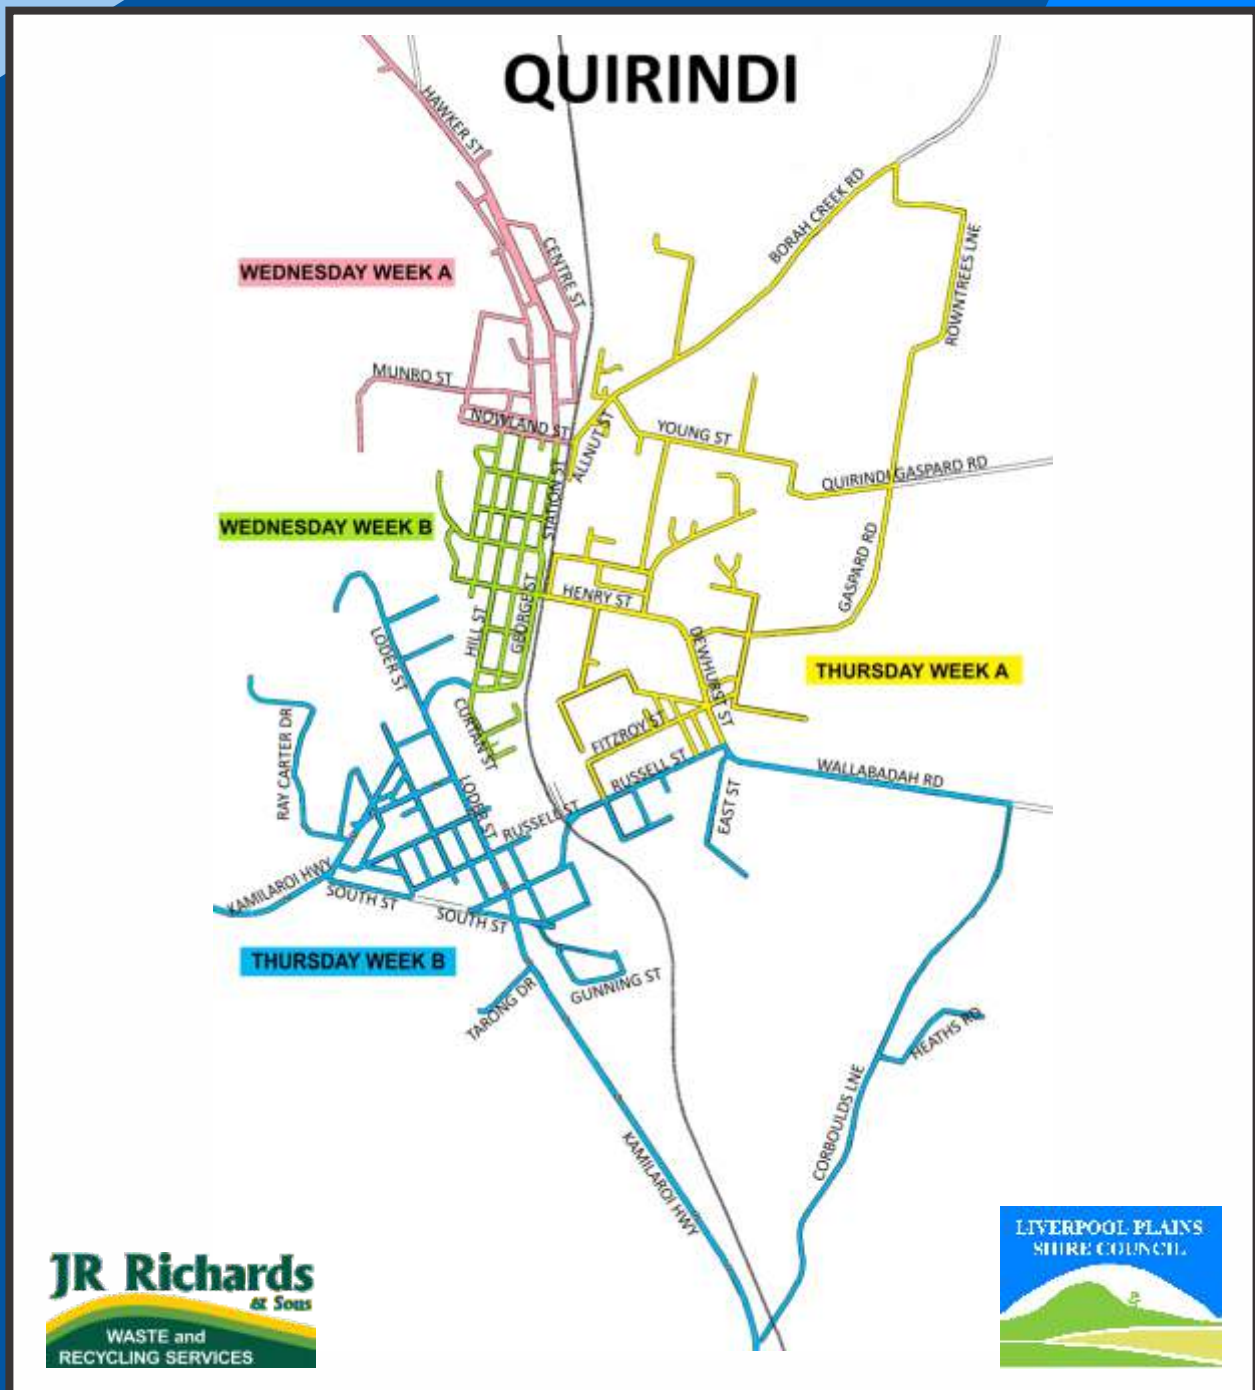 QUIRINDI
HAWKER ST
BORAH CREEK RD
CENTRE ST
ROWNTREES LNE
WEDNESDAY WEEK A
MUNRO ST
NOWLAND ST
ALLNUT ST
YOUNG ST
QUIRINDI GASPARD RD
STATION ST
WEDNESDAY WEEK B
GASPARD RD
HENRY ST
GEORGE ST
HILL ST
LODER ST
DEWHURST ST
THURSDAY WEEK A
CURTAN ST
FITZROY ST
RAY CARTER DR
RUSSELL ST
WALLABADAH RD
EAST ST
LODER ST
RUSSELL ST
KAMILAROI HWY
SOUTH ST
SOUTH ST
THURSDAY WEEK B
GUNNING ST
TARONG DR
HEATHS RD
CORBOULDS LNE
KAMILAROI HWY
JR Richards
& Sons
WASTE and
RECYCLING SERVICES
LIVERPOOL PLAINS
SHIRE COUNCIL